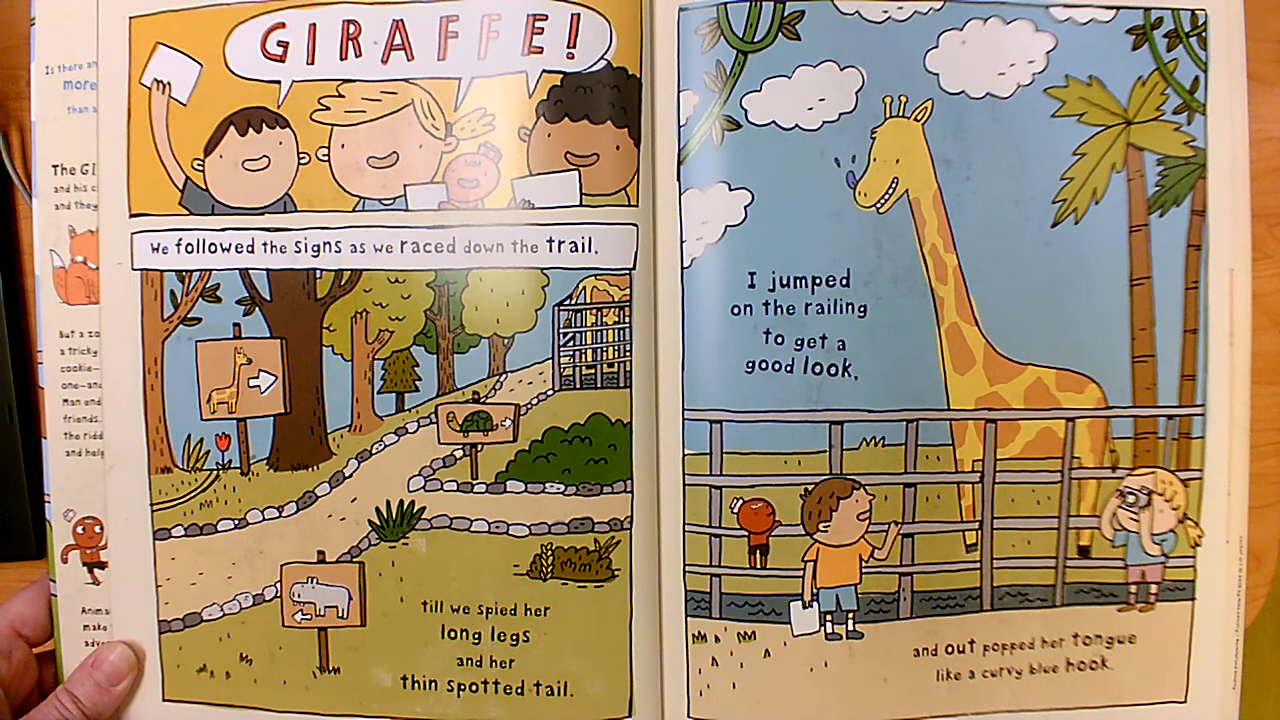 Is there an
more
than a
The GI
and his c
and they
But a zo
a tricky
cookie-
one-and
Man and
friends.
the ridd
and help
Anima
make
adve
GIRAFFE!
We followed the signs as we raced down the trail,
till we spied her
long legs
and her
thin spotted tail.
I jumped
on the railing
to get a
good look,
and out popped her tongue
like a curvy blue hook.